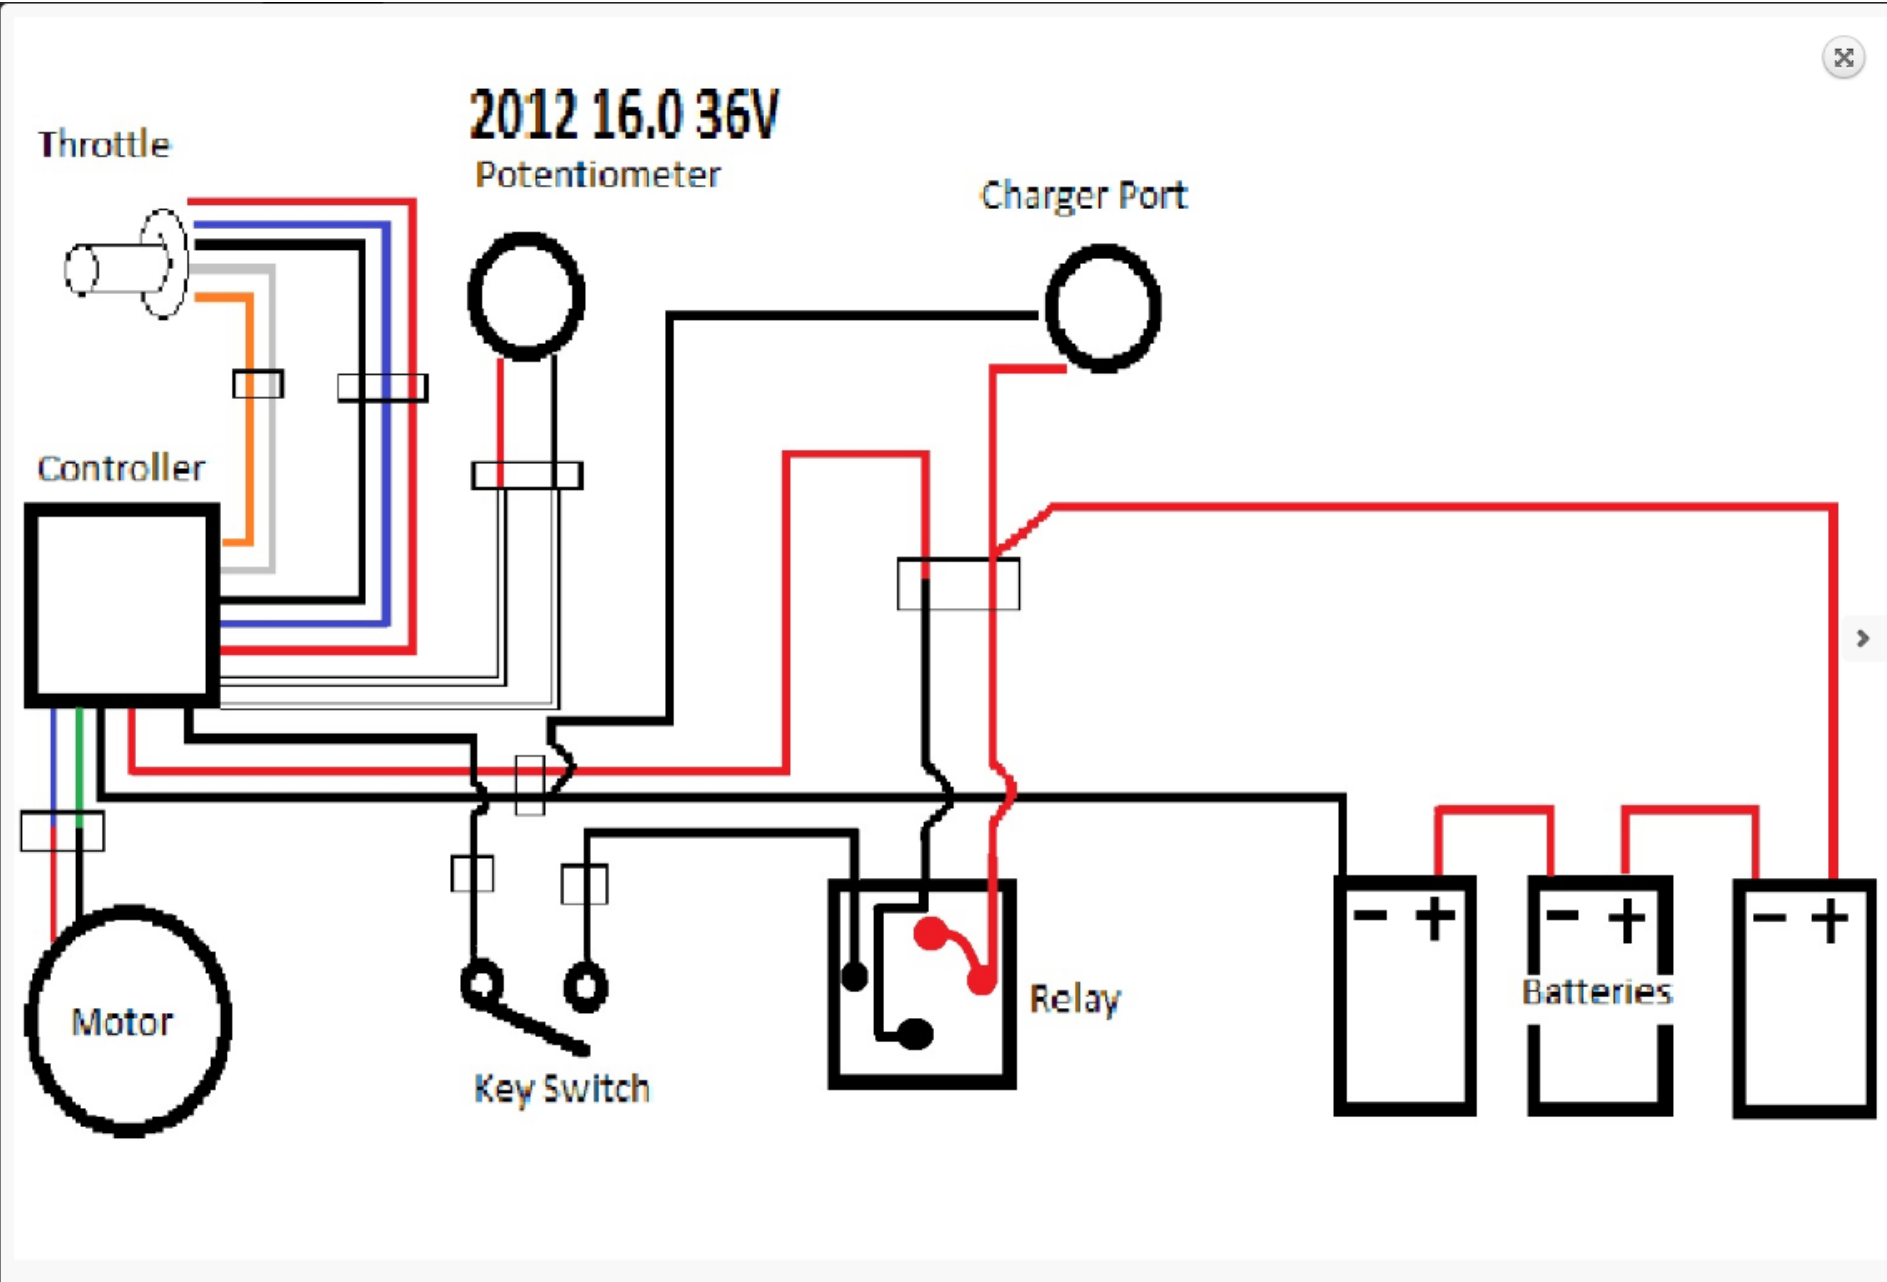 2012 16.0 36V
Throttle
Potentiometer
Charger Port
Controller
- + - + - +
Batteries
Relay
Motor
Key Switch